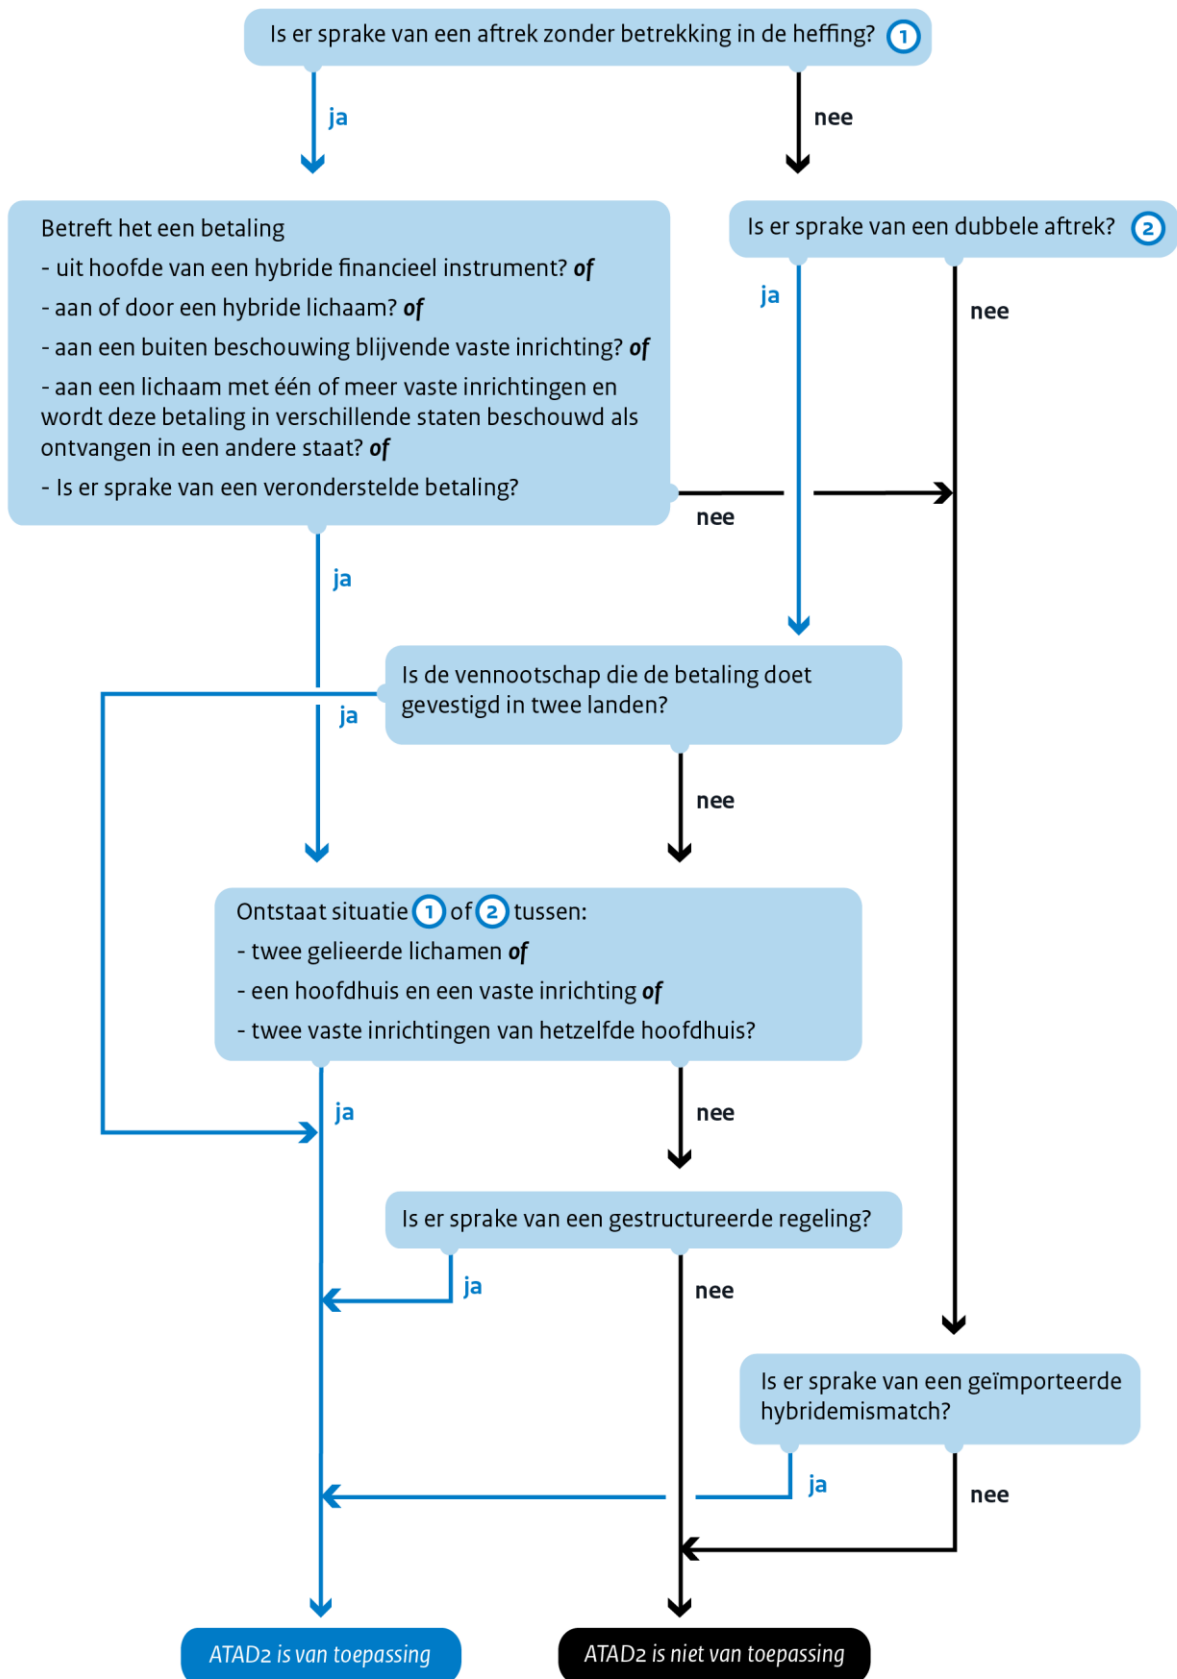 Is er sprake van een aftrek zonder betrekking in de heffing? 1
ja
nee
Betreft het een betaling
- uit hoofde van een hybride financieel instrument? of
- aan of door een hybride lichaam? of
- aan een buiten beschouwing blijvende vaste inrichting? of
- aan een lichaam met één of meer vaste inrichtingen en
wordt deze betaling in verschillende staten beschouwd als
ontvangen in een andere staat? of
- Is er sprake van een veronderstelde betaling?
Is er sprake van een dubbele aftrek? 2
ja
nee
nee
ja
Is de vennootschap die de betaling doet
gevestigd in twee landen?
ja
nee
Ontstaat situatie 1 of 2 tussen:
- twee gelieerde lichamen of
- een hoofdhuis en een vaste inrichting of
- twee vaste inrichtingen van hetzelfde hoofdhuis?
ja
nee
Is er sprake van een gestructureerde regeling?
ja
nee
Is er sprake van een geïmporteerde
hybridemismatch?
ja
nee
ATAD2 is van toepassing
ATAD2 is niet van toepassing